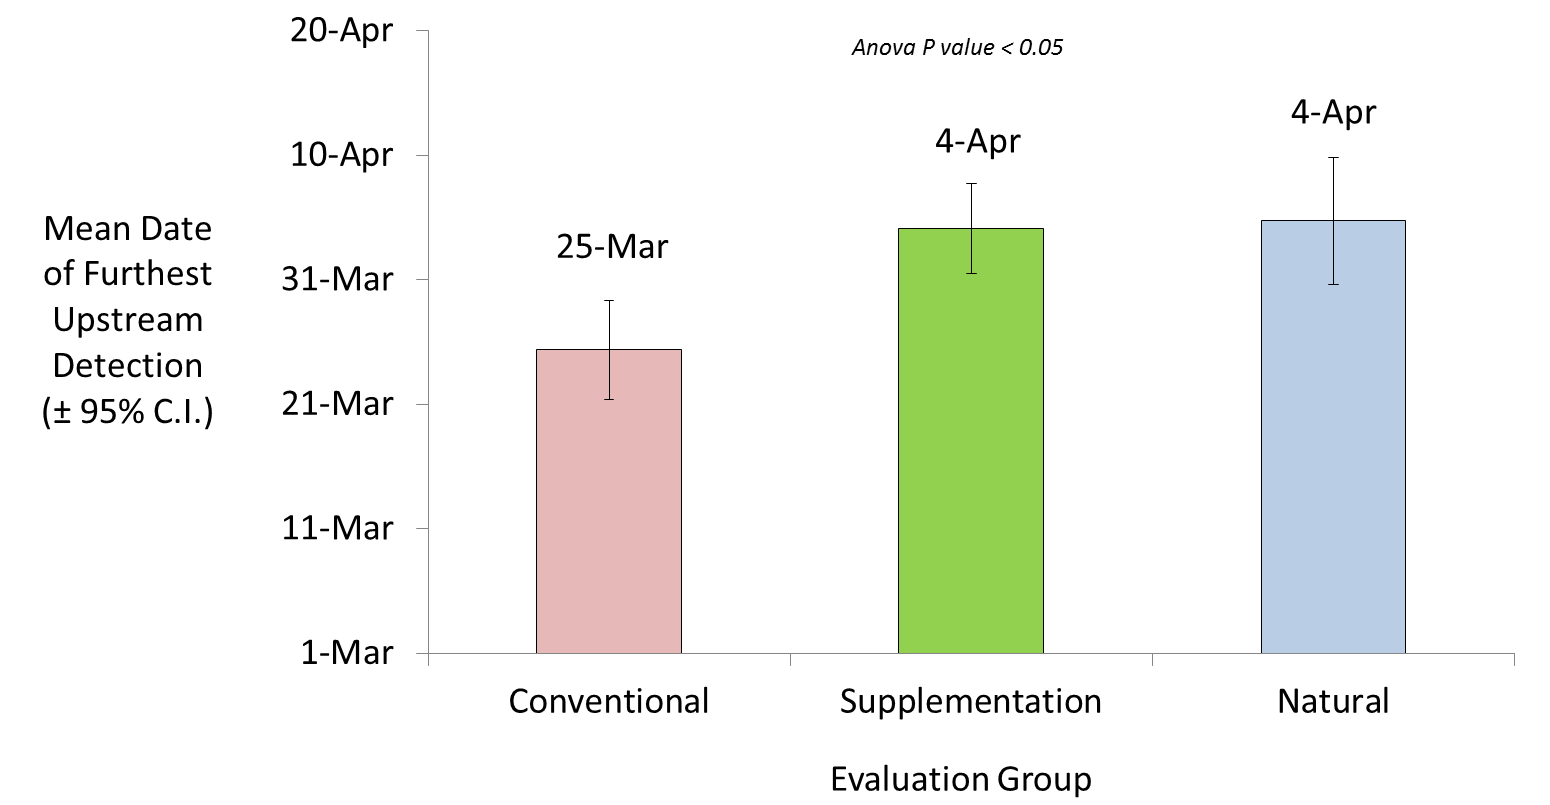 Anova P value < 0.05
Mean Date
of Furthest
Upstream
Detection
(± 95% C.I.)
20-Apr
10-Apr
31-Mar
21-Mar
11-Mar
1-Mar
25-Mar
4-Apr
4-Apr
Conventional
Supplementation
Natural
Evaluation Group